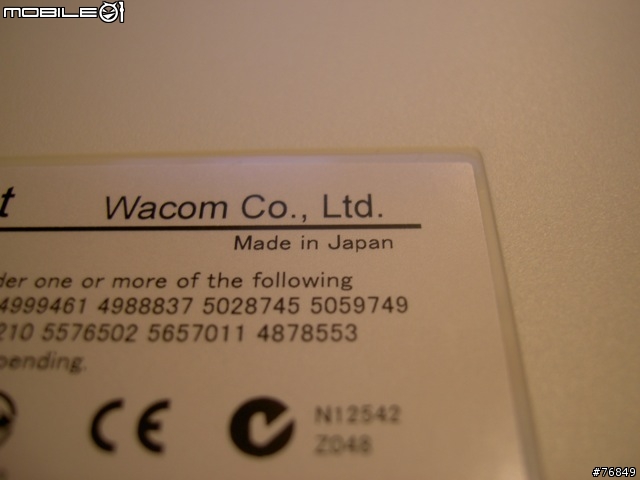 MOBILE01
t Wacom Co., Ltd.
Made in Japan
der one or more of the following
4999461 4988837 5028745 5059749
210 5576502 5657011 4878553
pending.
CE
N12542
Z048
#76849